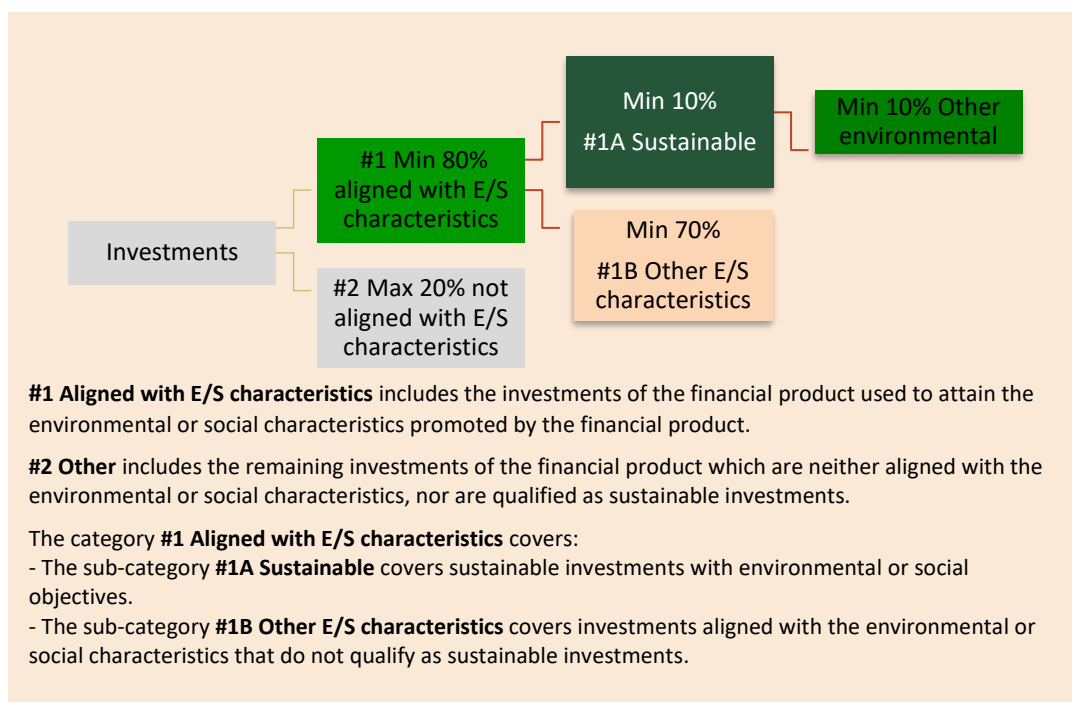 Investments
#1 Min 80%
aligned with E/S
characteristics
#2 Max 20% not
aligned with E/S
characteristics
Min 10%
#1A Sustainable
Min 70%
#1B Other E/S
characteristics
Min 10% Other
environmental
#1 Aligned with E/S characteristics includes the investments of the financial product used to attain the
environmental or social characteristics promoted by the financial product.
#2 Other includes the remaining investments of the financial product which are neither aligned with the
environmental or social characteristics, nor are qualified as sustainable investments.
The category #1 Aligned with E/S characteristics covers:
- The sub-category #1A Sustainable covers sustainable investments with environmental or social
objectives.
- The sub-category #1B Other E/S characteristics covers investments aligned with the environmental or
social characteristics that do not qualify as sustainable investments.